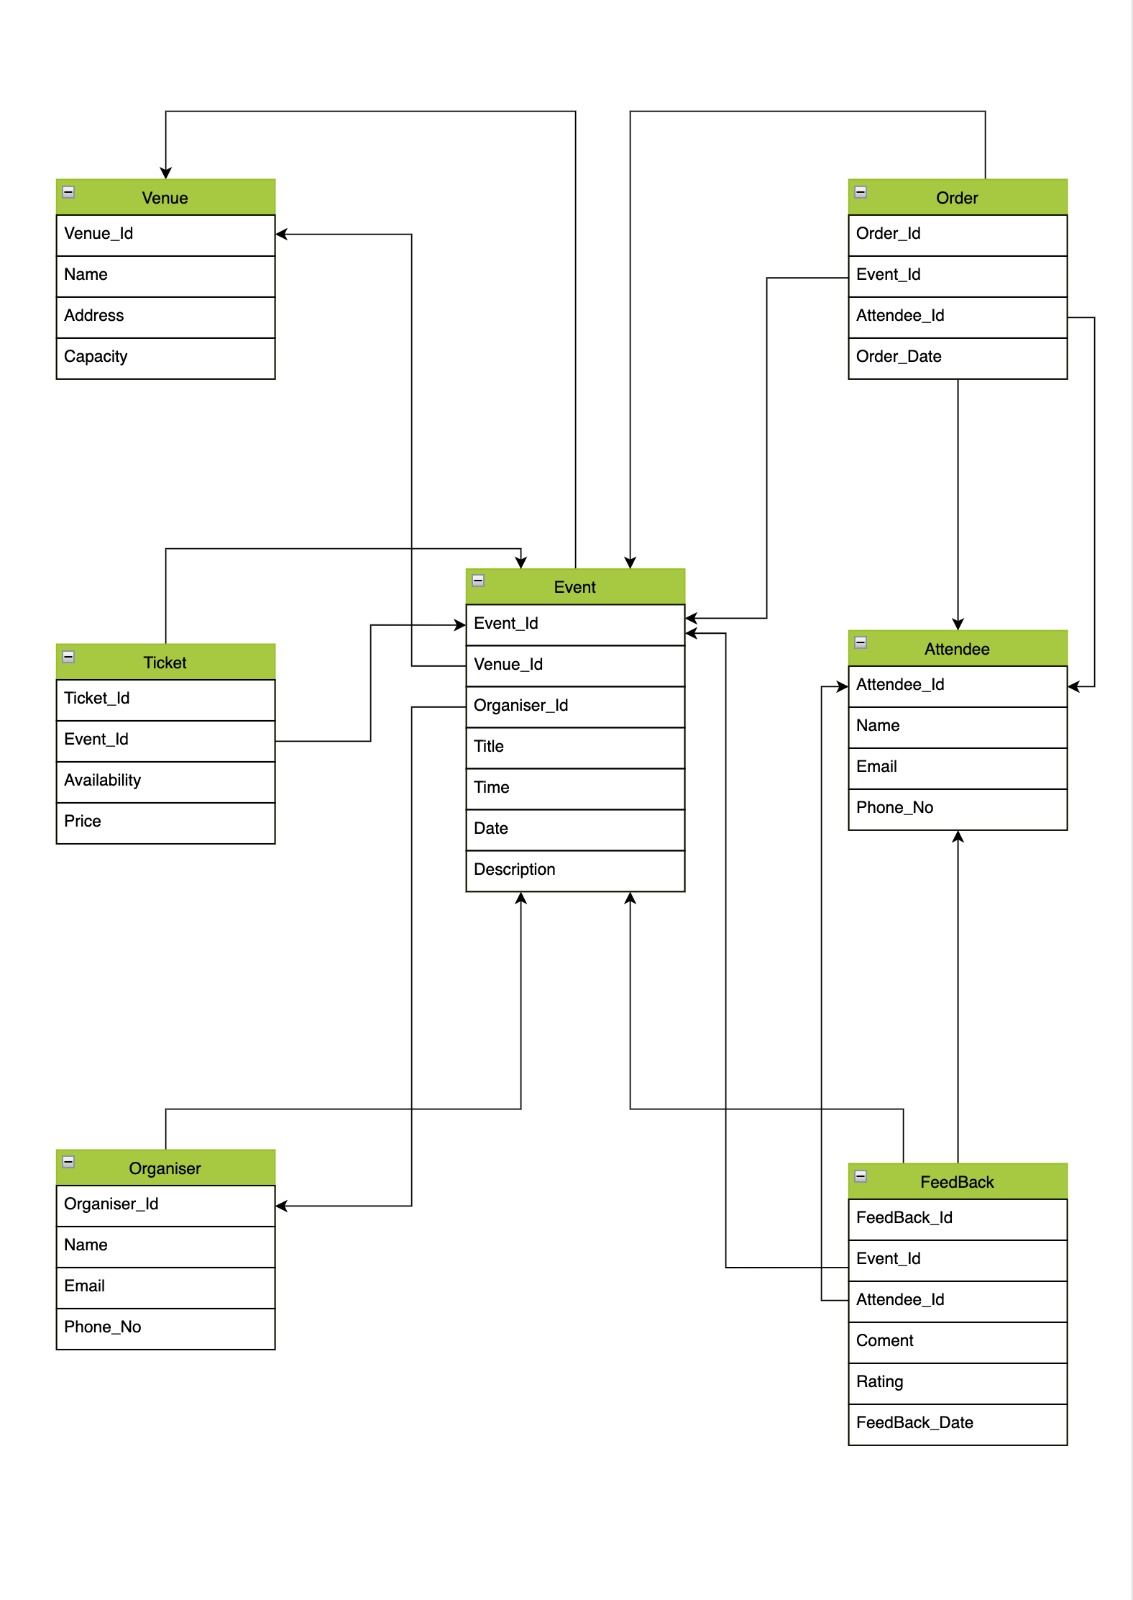 Venue
Venue_Id
Name
Address
Capacity
Order
Order_Id
Event_Id
Attendee_Id
Order_Date
Event
Event_Id
Venue_Id
Organiser_Id
Title
Time
Date
Description
Ticket
Ticket_Id
Event_Id
Availability
Price
Attendee
Attendee_Id
Name
Email
Phone_No
Organiser
Organiser_Id
Name
Email
Phone_No
FeedBack
FeedBack_Id
Event_Id
Attendee_Id
Coment
Rating
FeedBack_Date